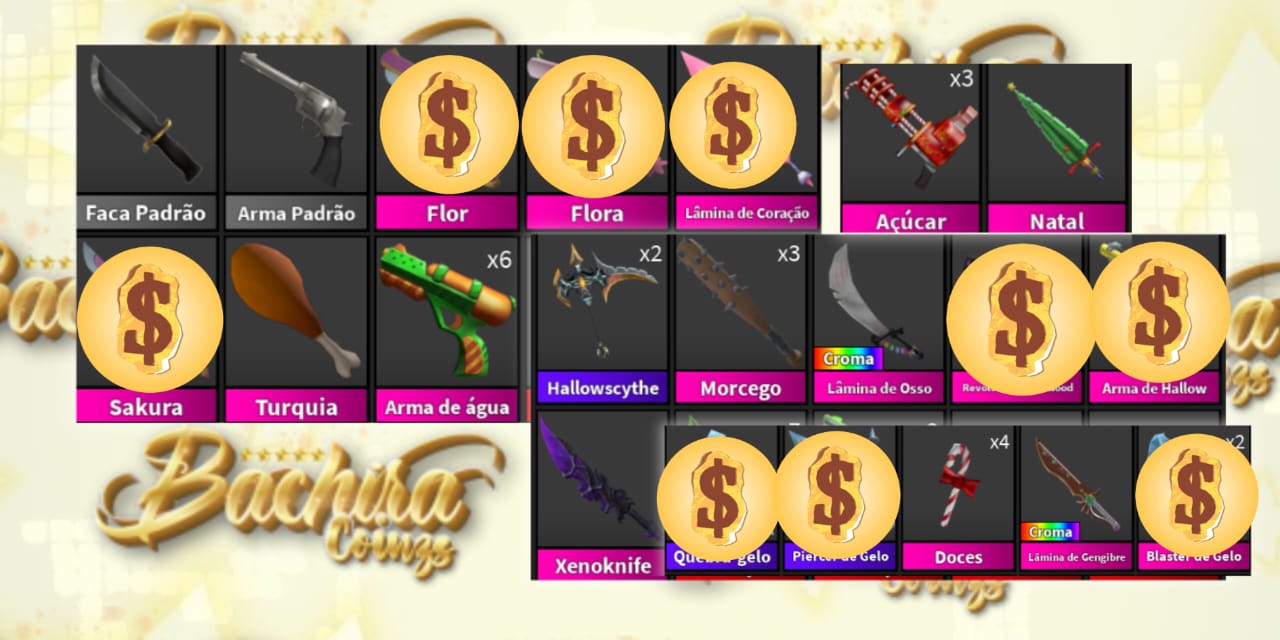 Faca Padrão
Arma Padrão
$
Flor
$
Flora
$
Lâmina de Coração
x3
Açúcar
Natal
$
Sakura
Turquia
x6
Arma de água
x2
Hallowscythe
x3
Morcego
Croma
Lâmina de Osso
$
$
Arma de Hallow
Xenoknife
$
gelo
$
de Gelo
x4
Doces
Croma
Lâmina de Gengibre
x2
$
Blaster de Gelo
Bachira
Coings